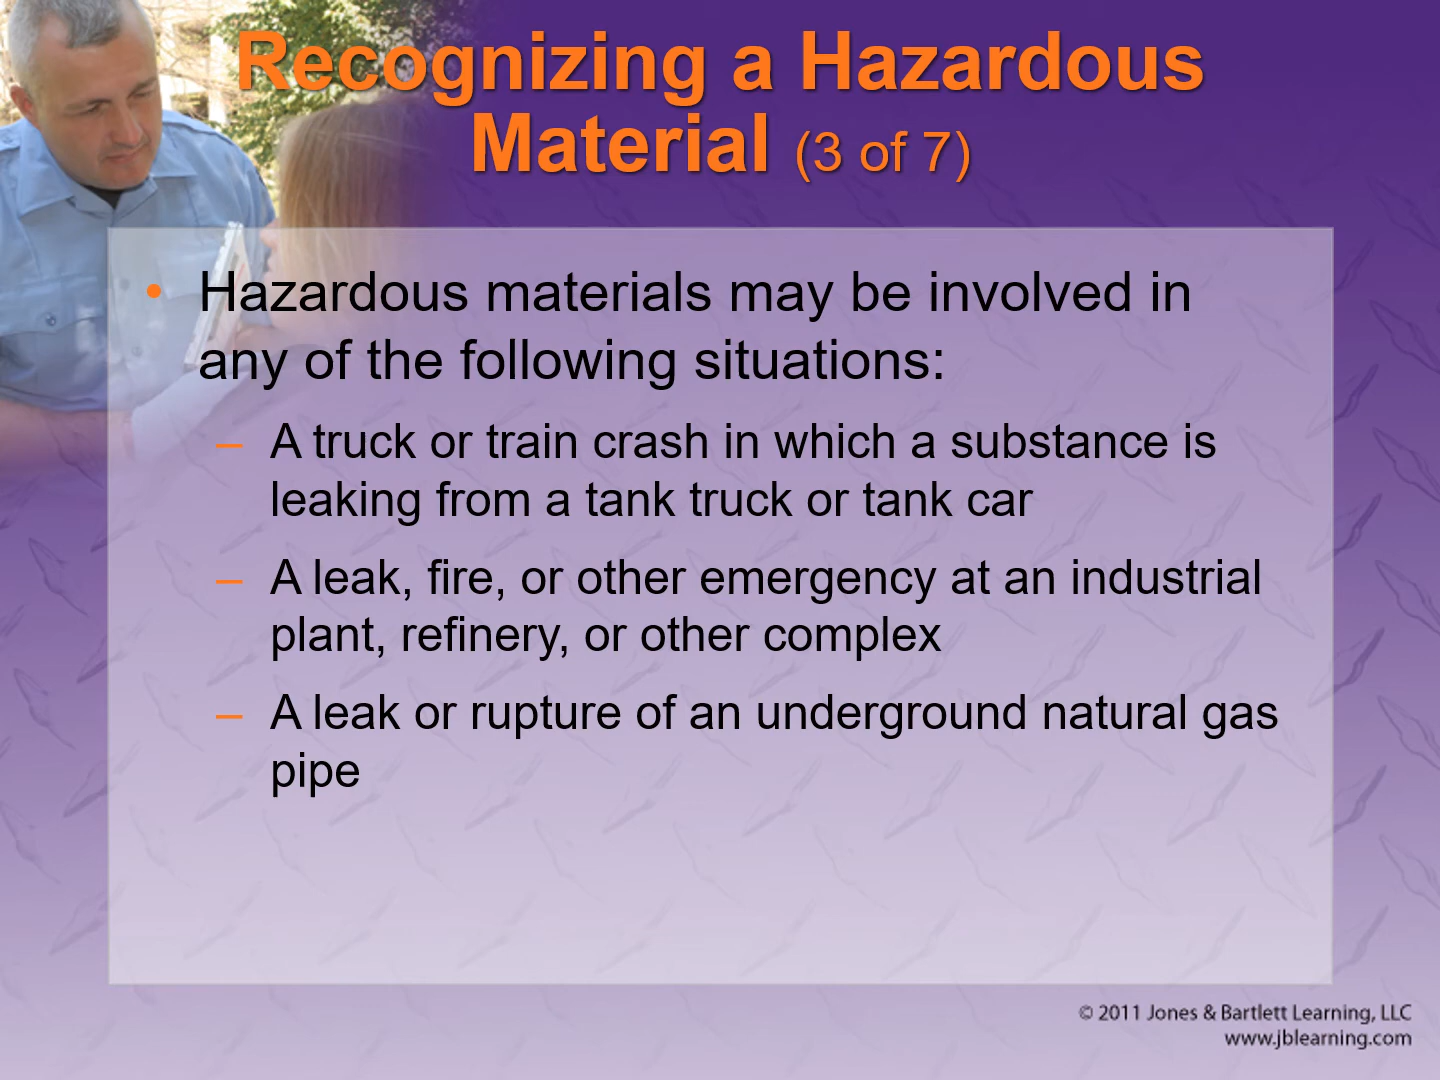 Recognizing a Hazardous
Material (3 of 7)
• Hazardous materials may be involved in
any of the following situations:
– A truck or train crash in which a substance is
leaking from a tank truck or tank car
– A leak, fire, or other emergency at an industrial
plant, refinery, or other complex
– A leak or rupture of an underground natural gas
pipe
© 2011 Jones & Bartlett Learning, LLC
www.jblearning.com